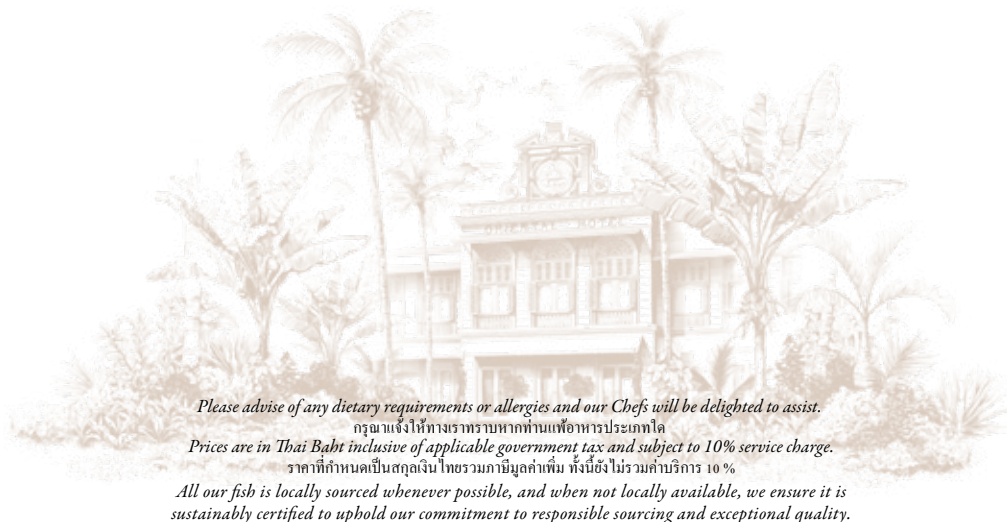 ORIENTAL HOTEL
Please advise of any dietary requirements or allergies and our Chefs will be delighted to assist.
กรุณาแจ้งให้ทางเราทราบหากท่านแพ้อาหารประเภทใด
Prices are in Thai Baht inclusive of applicable government tax and subject to 10% service charge.
ราคาที่กำหนดเป็นสกุลเงินไทยรวมภาษีมูลค่าเพิ่ม ทั้งนี้ยังไม่รวมค่าบริการ 10 %
All our fish is locally sourced whenever possible, and when not locally available, we ensure it is
sustainably certified to uphold our commitment to responsible sourcing and exceptional quality.